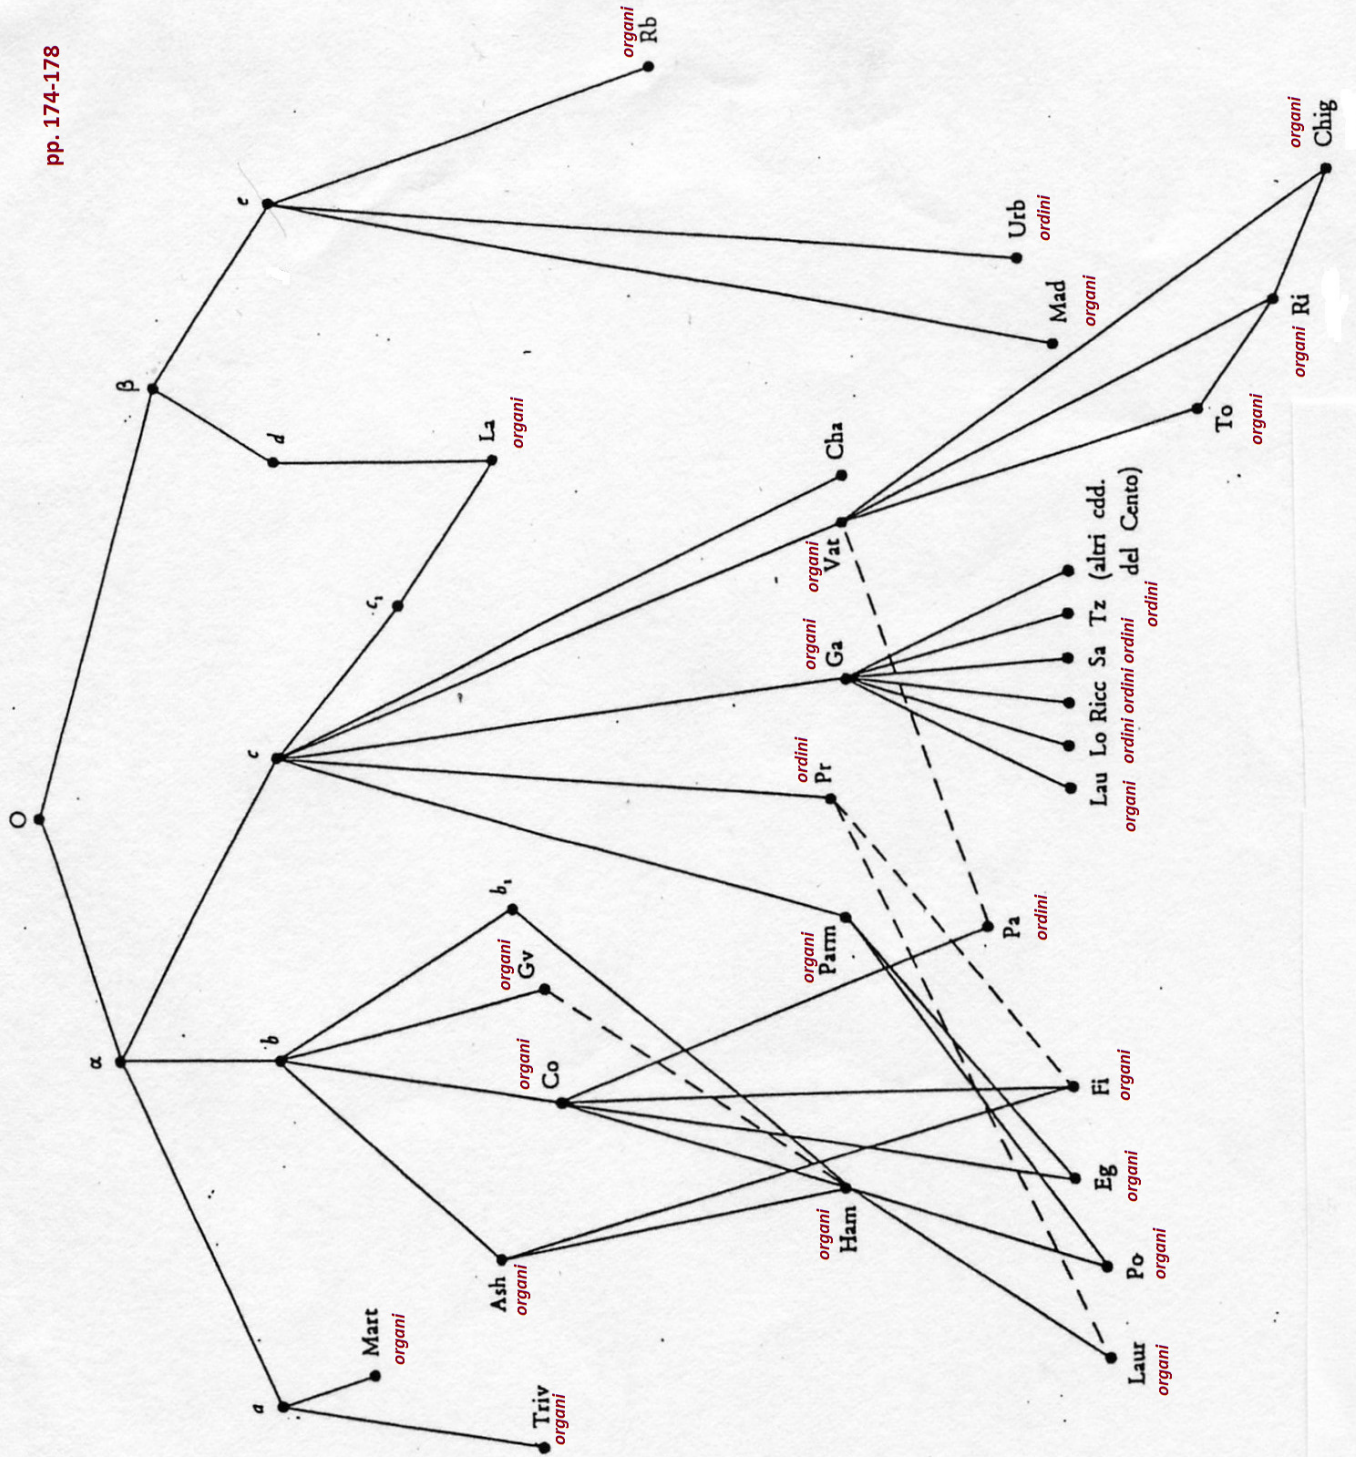 O
pp. 174-178
α
β
a
b
c
d
e
Mart
organi
c₁
La
organi
Ash
organi
organi
Gv
b₁
Triv
organi
organi
Co
organi
Rb
organi
Ham
organi
Parm
ordini
Pr
organi
Ga
organi
Vat
Cha
Pa
ordini
Urb
ordini
Mad
organi
Laur
organi
Po
organi
Eg
organi
Fi
organi
Lau Lo Ricc Sa Tz (altri cdd.
del Cento)
organi ordini ordini ordini
ordini
To
organi
organi Ri
organi
Chig